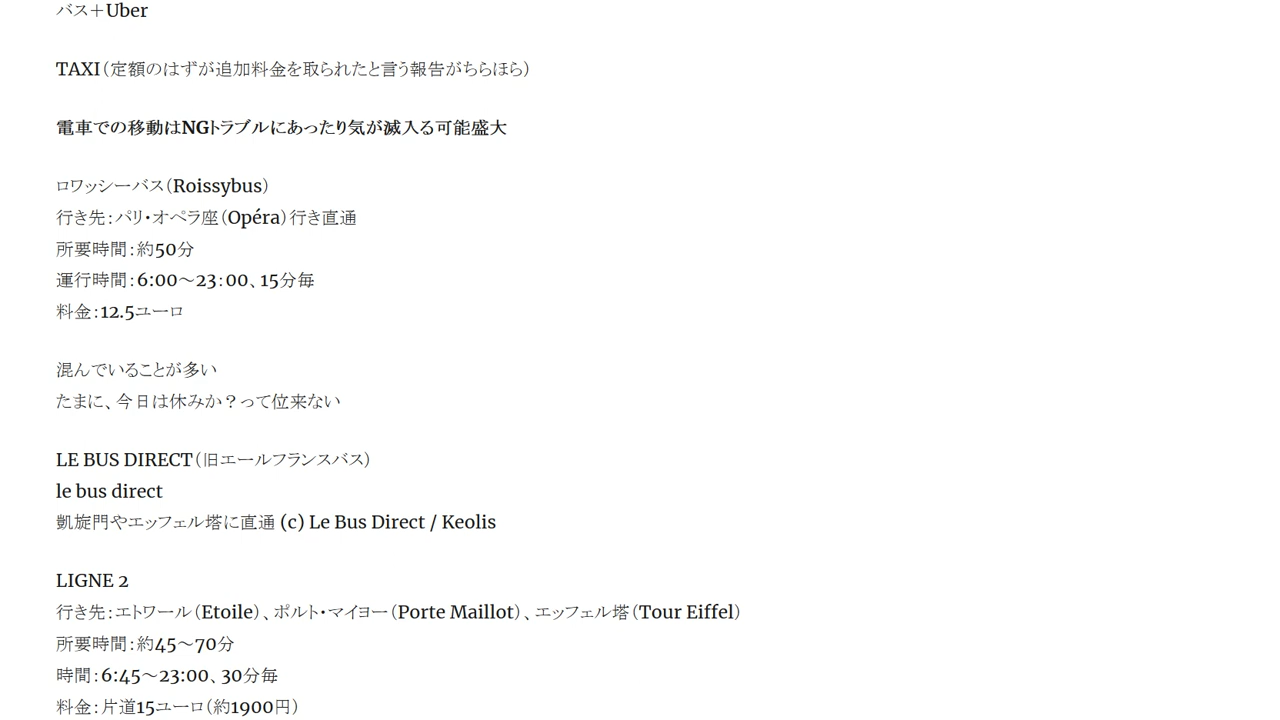 バス＋Uber
TAXI（定額のはずが追加料金を取られたと言う報告がちらほら）
電車での移動はNGトラブルにあったり気が滅入る可能盛大
ロワッシーバス（Roissybus）
行き先：パリ・オペラ座（Opéra）行き直通
所要時間：約50分
運行時間：6:00～23：00、15分毎
料金：12.5ユーロ
混んでいることが多い
たまに、今日は休みか？って位来ない
LE BUS DIRECT（旧エールフランスバス）
le bus direct
凱旋門やエッフェル塔に直通 (c) Le Bus Direct / Keolis
LIGNE 2
行き先：エトワール（Etoile）、ポルト・マイヨー（Porte Maillot）、エッフェル塔（Tour Eiffel）
所要時間：約45～70分
時間：6:45～23:00、30分毎
料金：片道15ユーロ（約1900円）